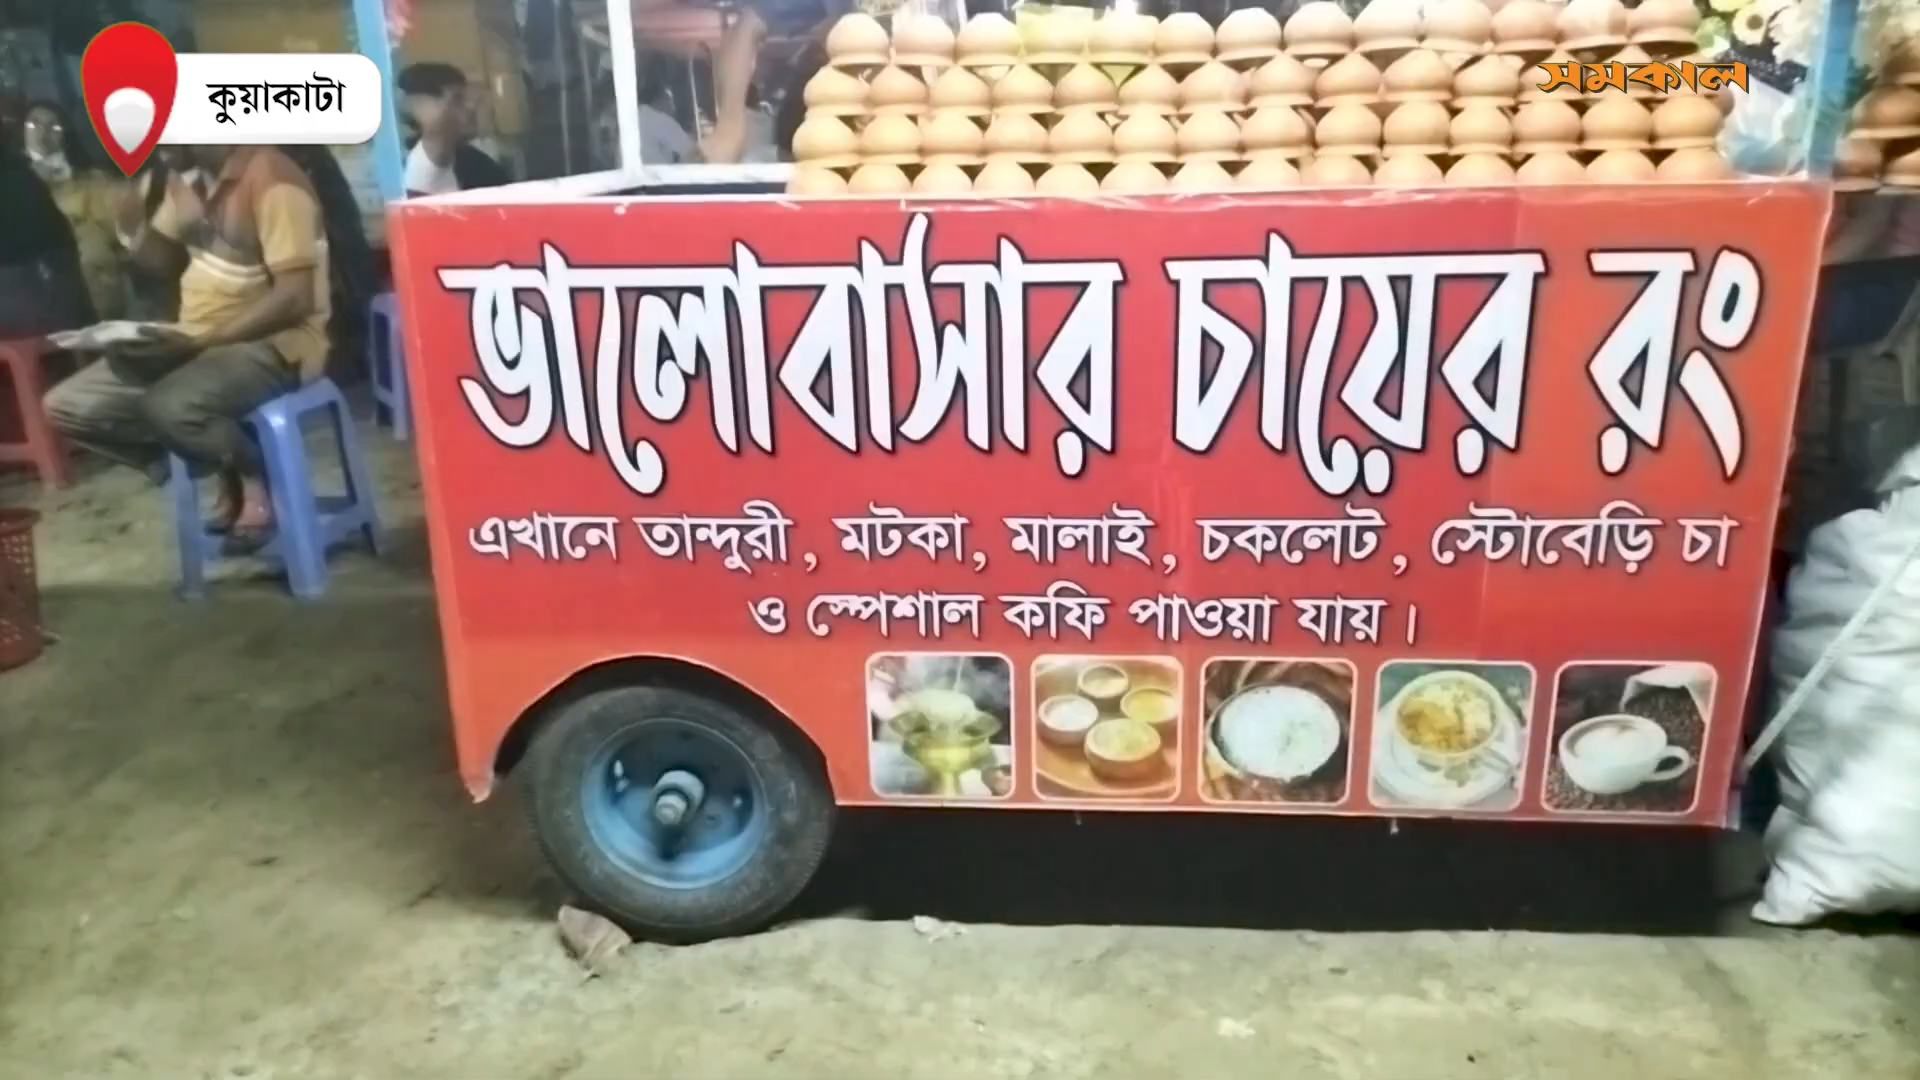 কুয়াকাটা
সমকাল
ভালোবাসার চায়ের রং
এখানে তান্দুরী, মটকা, মালাই, চকলেট, স্টোবেড়ি চা
ও স্পেশাল কফি পাওয়া যায়।